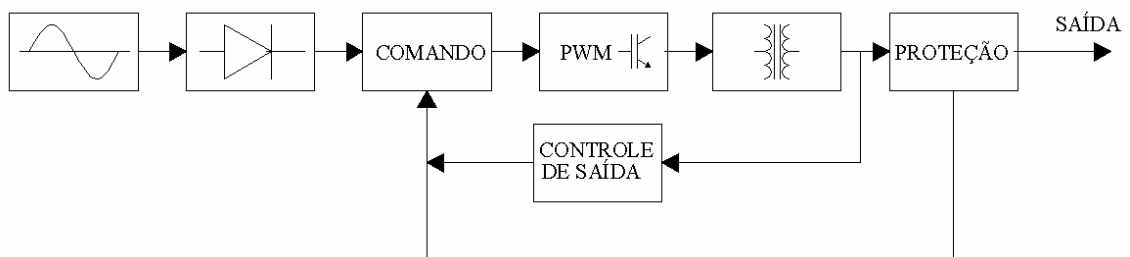 SAÍDA
COMANDO
PWM
PROTEÇÃO
CONTROLE
DE SAÍDA